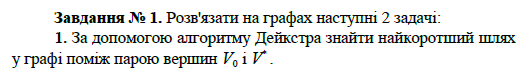 Завдання № 1. Розв'язати на графах наступні 2 задачі:
1. За допомогою алгоритму Дейкстра знайти найкоротший шлях
у графі поміж парою вершин V₀ і V*.